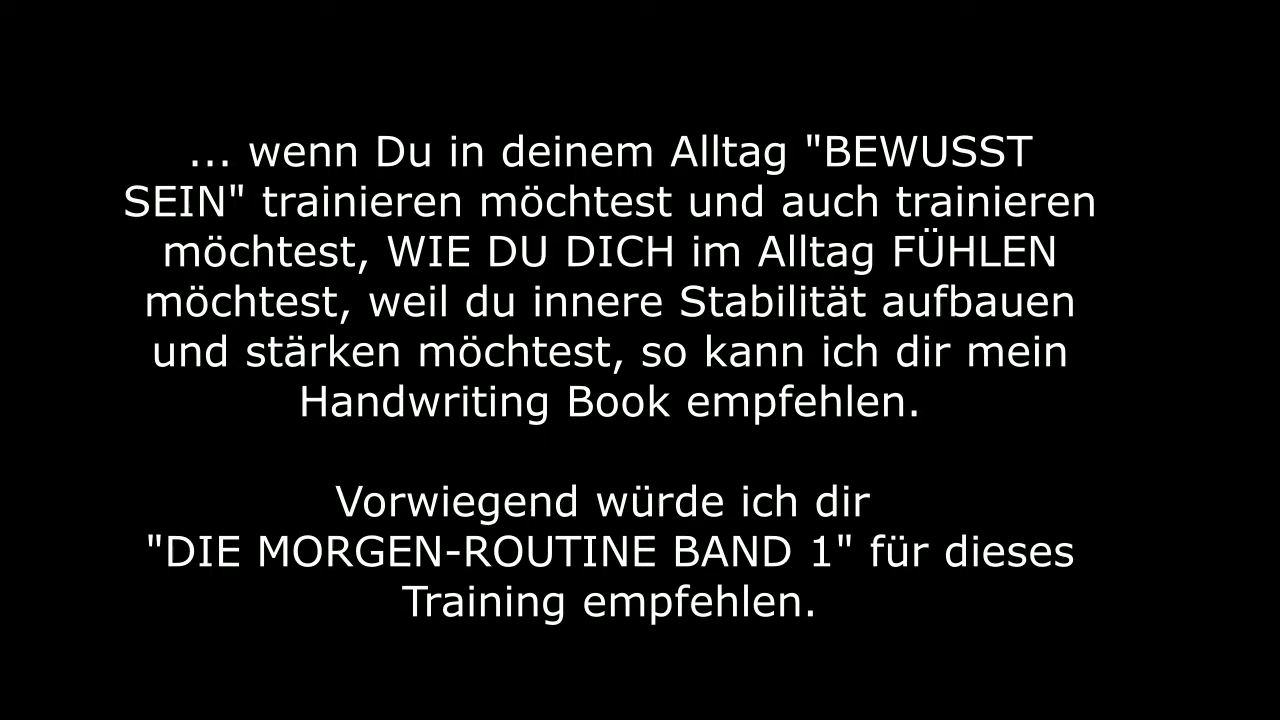 ... wenn Du in deinem Alltag "BEWUSST
SEIN" trainieren möchtest und auch trainieren
möchtest, WIE DU DICH im Alltag FÜHLEN
möchtest, weil du innere Stabilität aufbauen
und stärken möchtest, so kann ich dir mein
Handwriting Book empfehlen.
Vorwiegend würde ich dir
"DIE MORGEN-ROUTINE BAND 1" für dieses
Training empfehlen.